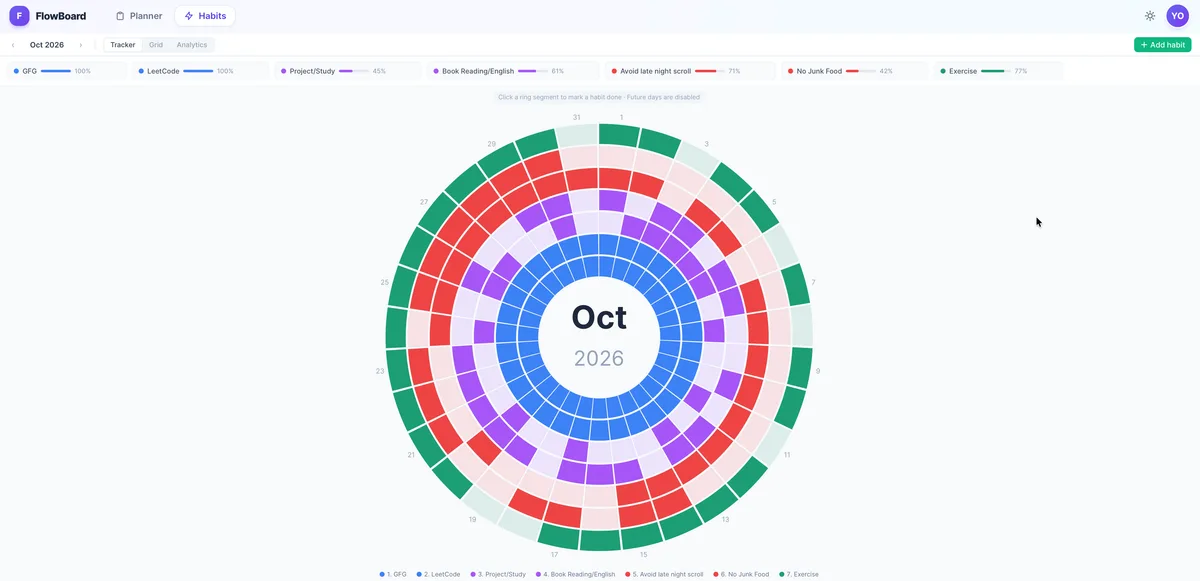 F FlowBoard Planner Habits YO
‹ Oct 2026 › Tracker Grid Analytics + Add habit
GFG 100% LeetCode 100% Project/Study 45% Book Reading/English 61% Avoid late night scroll 71% No Junk Food 42% Exercise 77%
Click a ring segment to mark a habit done · Future days are disabled
31 1
29 3
27 5
25 7
Oct
2026
23 9
21 11
19 13
17 15
1. GFG 2. LeetCode 3. Project/Study 4. Book Reading/English 5. Avoid late night scroll 6. No Junk Food 7. Exercise